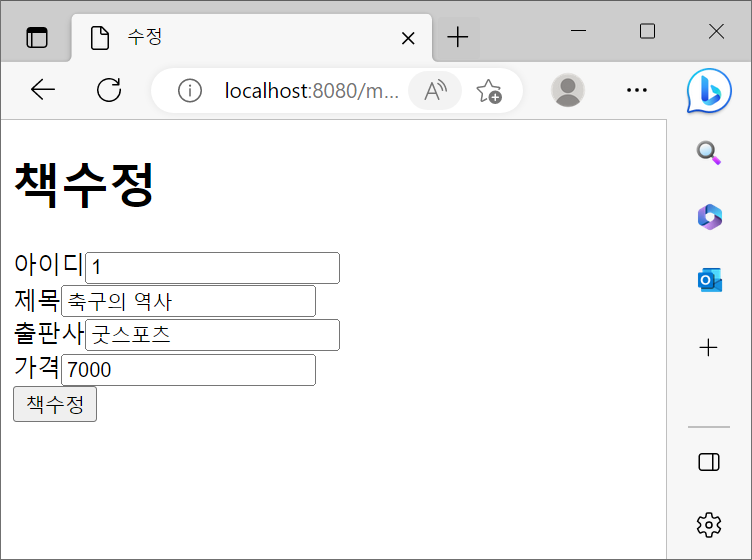 수정
localhost:8080/m...
책수정
아이디 1
제목 축구의 역사
출판사 굿스포츠
가격 7000
책수정